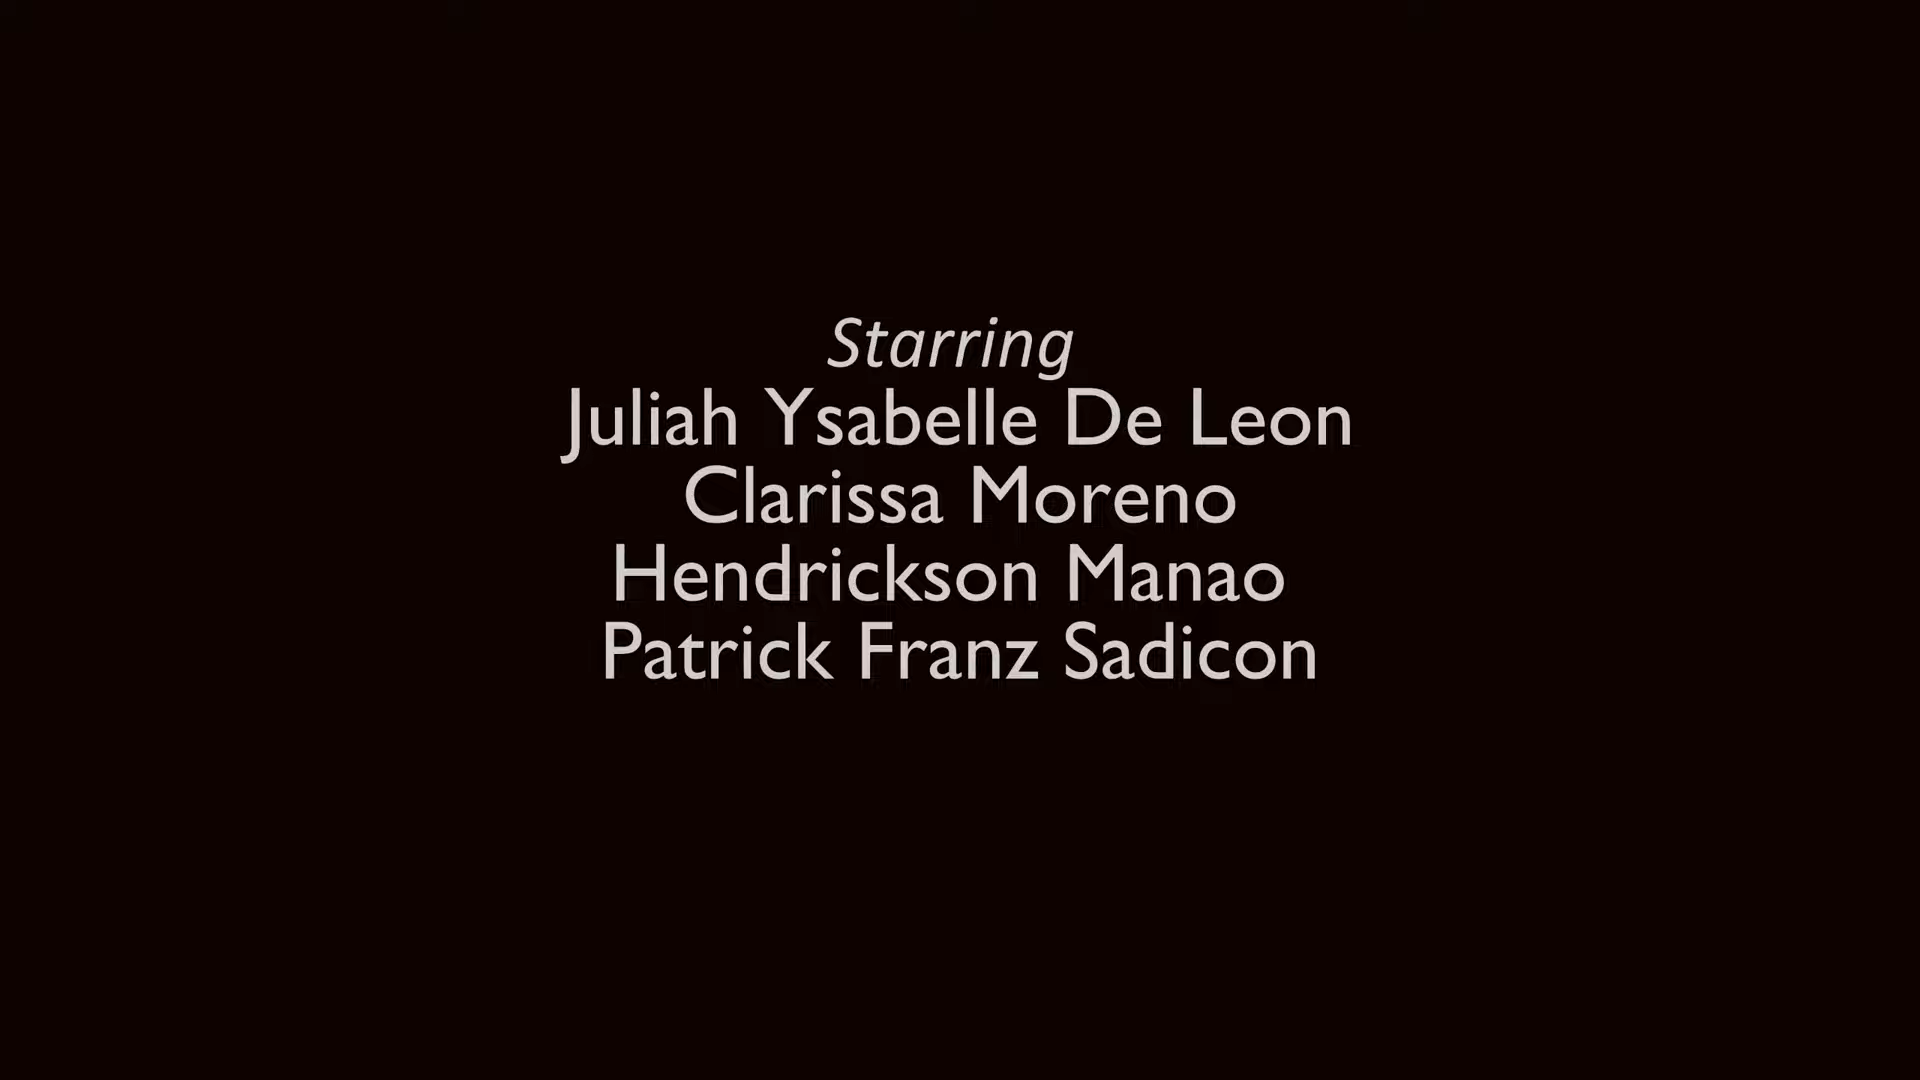 Starring
Juliah Ysabelle De Leon
Clarissa Moreno
Hendrickson Manao
Patrick Franz Sadicon